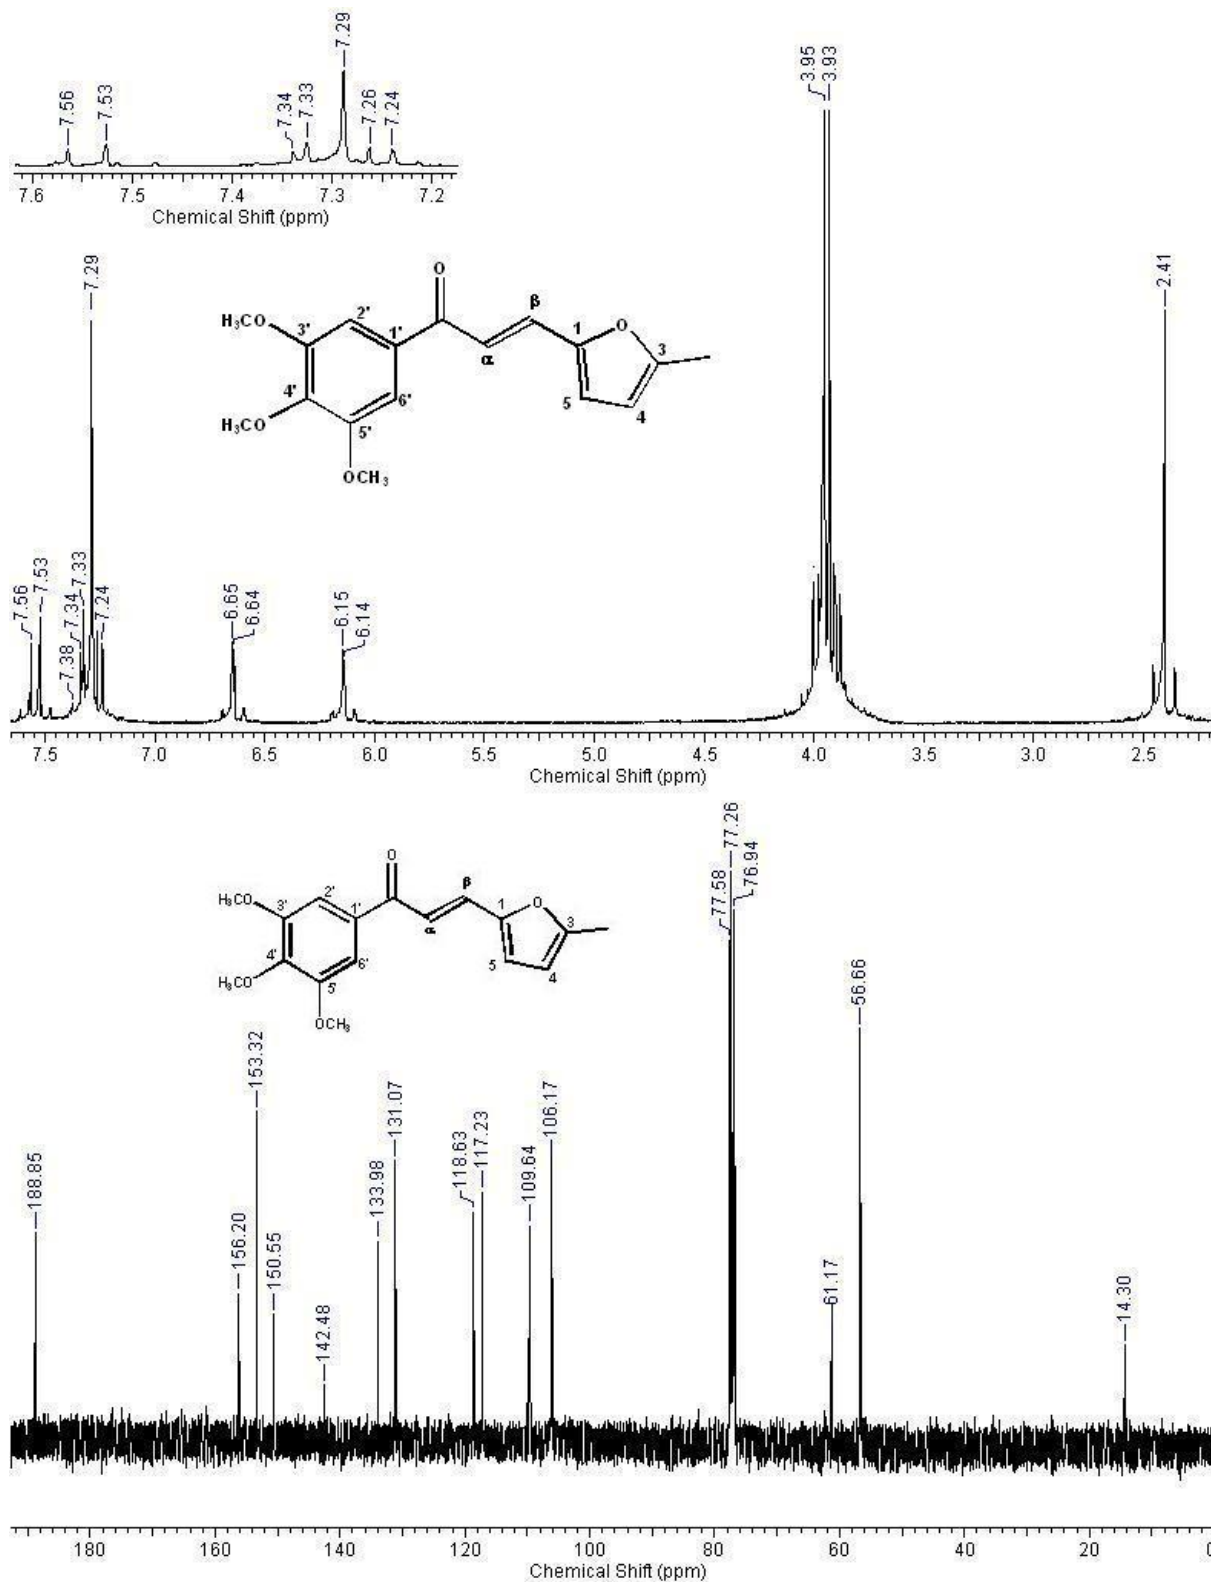 7.56
7.53
7.34
7.33
7.29
7.26
7.24
7.6 7.5 7.4 7.3 7.2
Chemical Shift (ppm)
3.95
3.93
7.29
2.41
O
H₃CO 3' 2' 1' α β 1 O 3
4' 6' 5 4
H₃CO 5'
OCH₃
7.56
7.53
7.38
7.34
7.33
7.24
6.65
6.64
6.15
6.14
7.5 7.0 6.5 6.0 5.5 5.0 4.5 4.0 3.5 3.0 2.5
Chemical Shift (ppm)
O
H₃CO 3' 2' 1' α β 1 O 3
4' 6' 5 4
H₃CO 5'
OCH₃
188.85
156.20
153.32
150.55
142.48
133.98
131.07
118.63
117.23
109.64
106.17
77.58
77.26
76.94
61.17
56.66
14.30
180 160 140 120 100 80 60 40 20 0
Chemical Shift (ppm)